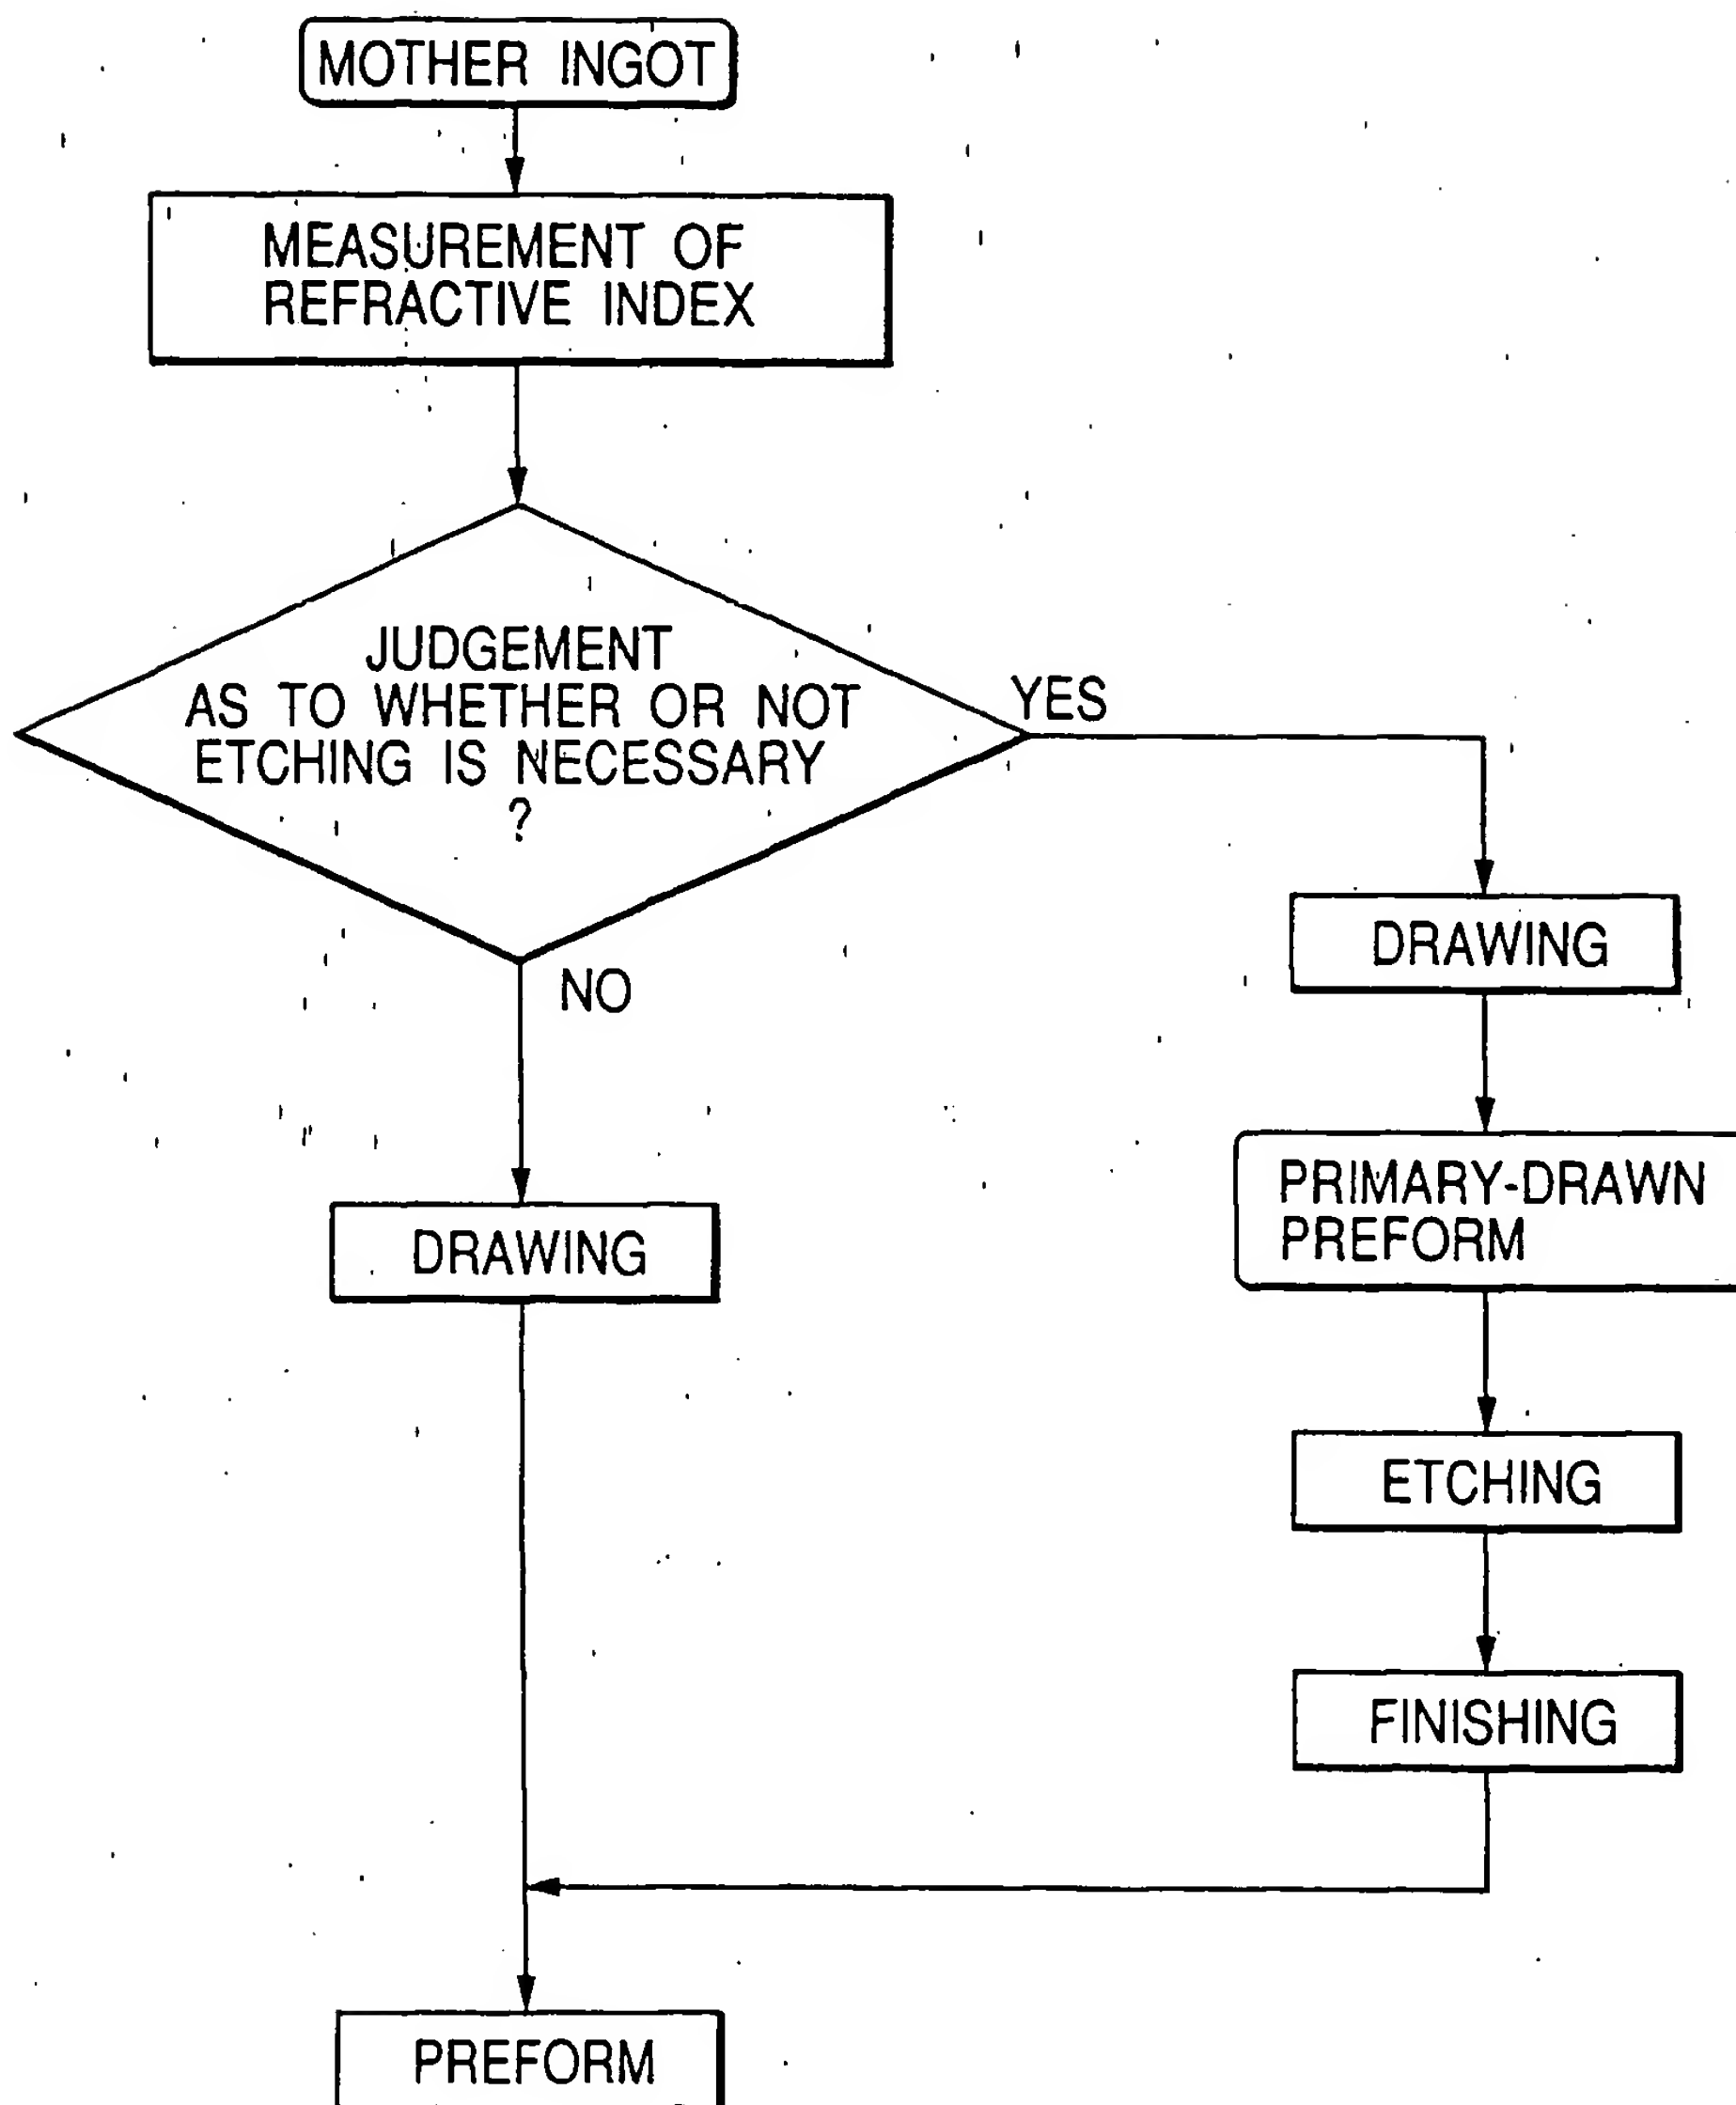 MOTHER INGOT
MEASUREMENT OF
REFRACTIVE INDEX
JUDGEMENT
AS TO WHETHER OR NOT
ETCHING IS NECESSARY
?
YES
NO
DRAWING
PRIMARY-DRAWN
PREFORM
ETCHING
FINISHING
DRAWING
PREFORM